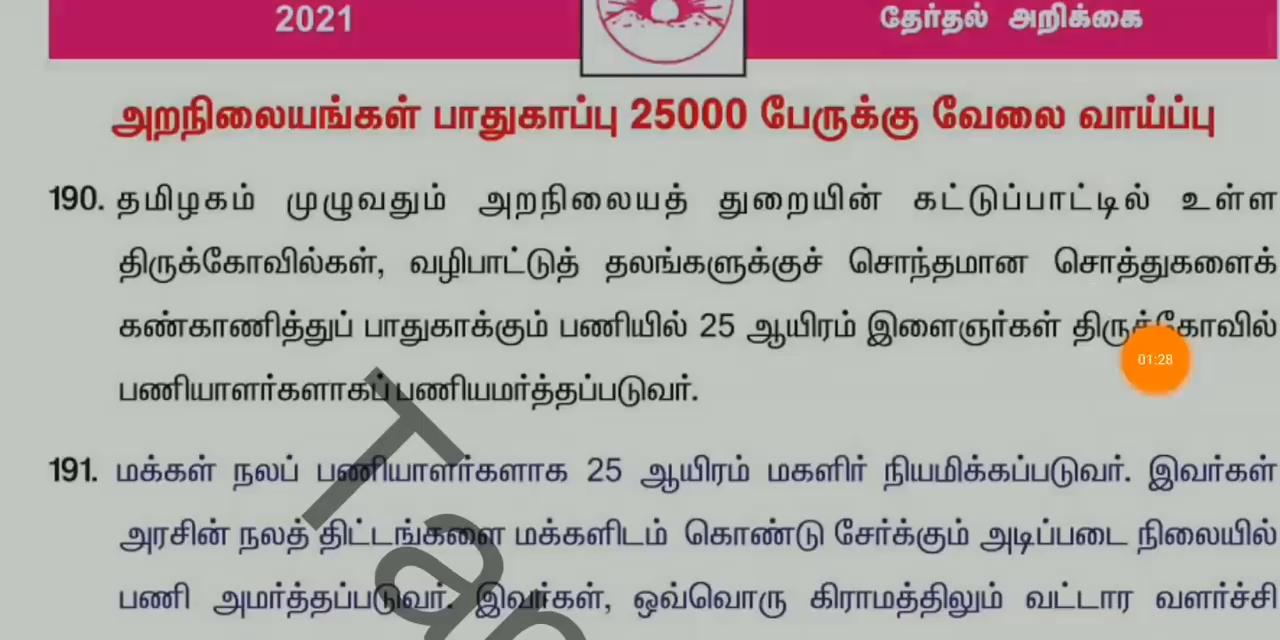 2021
தேர்தல் அறிக்கை
அறநிலையங்கள் பாதுகாப்பு 25000 பேருக்கு வேலை வாய்ப்பு
190. தமிழகம் முழுவதும் அறநிலையத் துறையின் கட்டுப்பாட்டில் உள்ள
திருக்கோவில்கள், வழிபாட்டுத் தலங்களுக்குச் சொந்தமான சொத்துகளைக்
கண்காணித்துப் பாதுகாக்கும் பணியில் 25 ஆயிரம் இளைஞர்கள் திருக்கோவில்
01:28
பணியாளர்களாகப் பணியமர்த்தப்படுவர்.
191. மக்கள் நலப் பணியாளர்களாக 25 ஆயிரம் மகளிர் நியமிக்கப்படுவர். இவர்கள்
அரசின் நலத் திட்டங்களை மக்களிடம் கொண்டு சேர்க்கும் அடிப்படை நிலையில்
பணி அமர்த்தப்படுவர். இவர்கள், ஒவ்வொரு கிராமத்திலும் வட்டார வளர்ச்சி
Tan